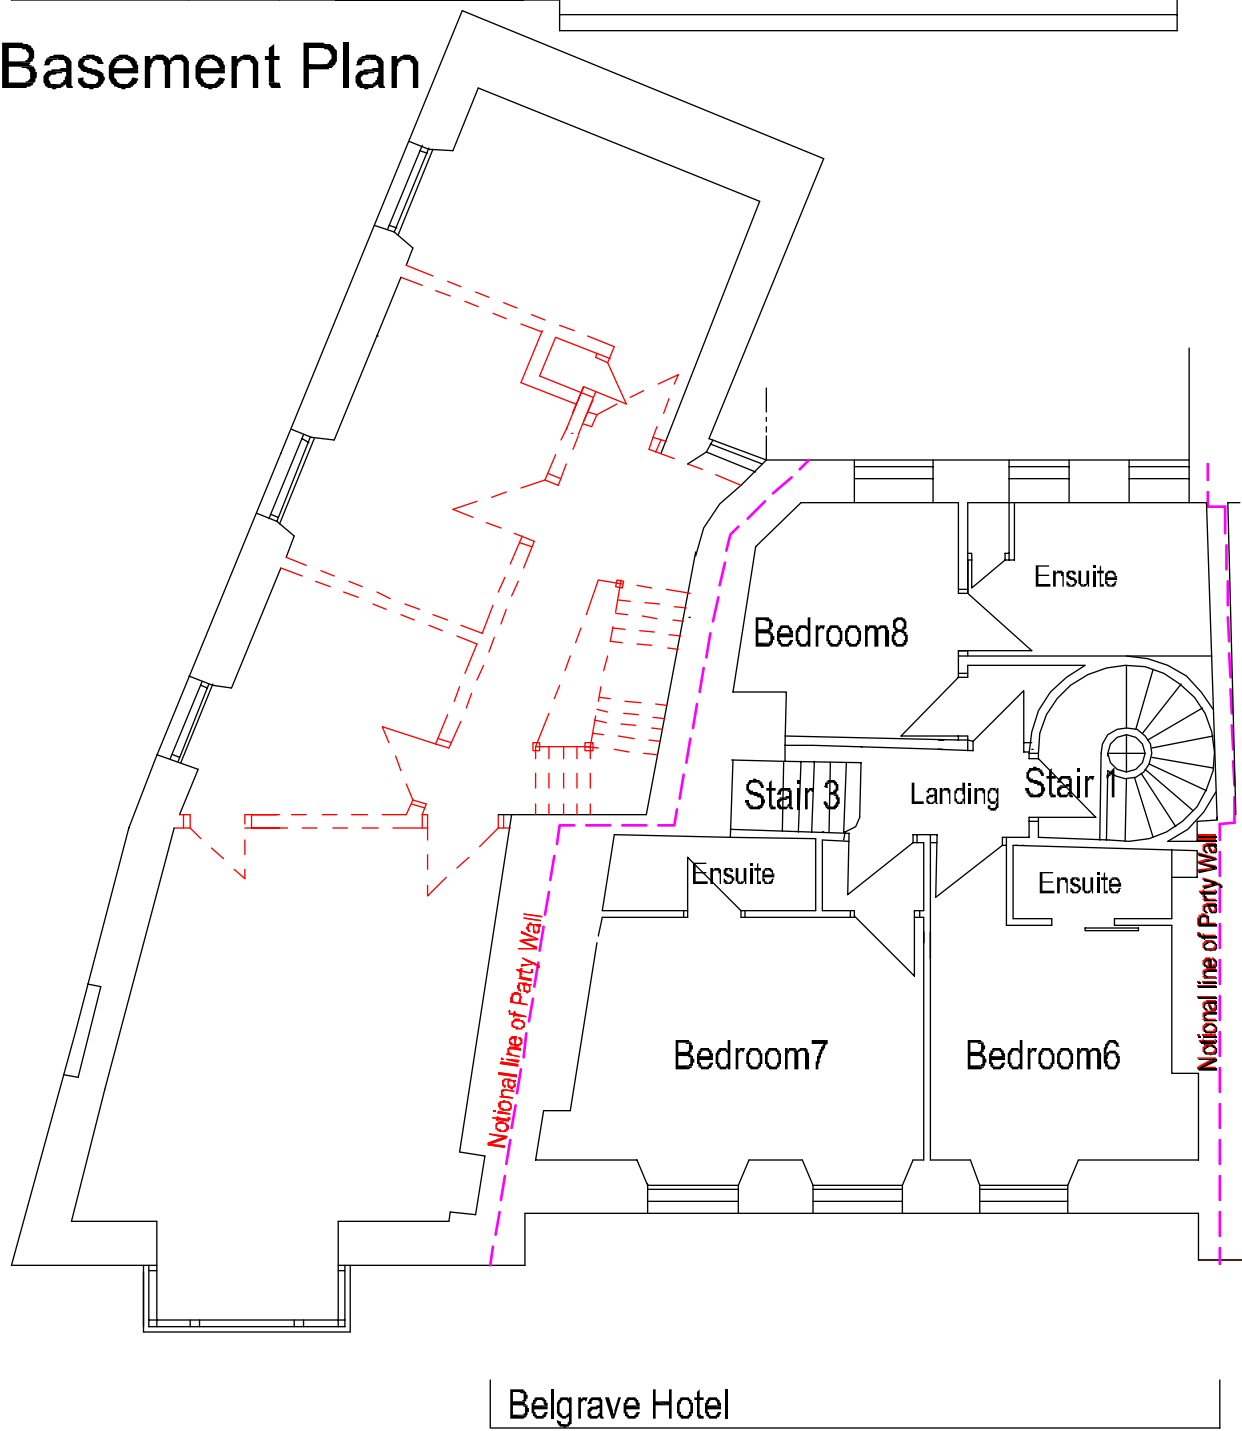 Basement Plan
Ensuite
Bedroom8
Stair 3
Landing
Stair 1
Ensuite
Ensuite
Notional line of Party Wall
Notional line of Party Wall
Bedroom7
Bedroom6
Belgrave Hotel